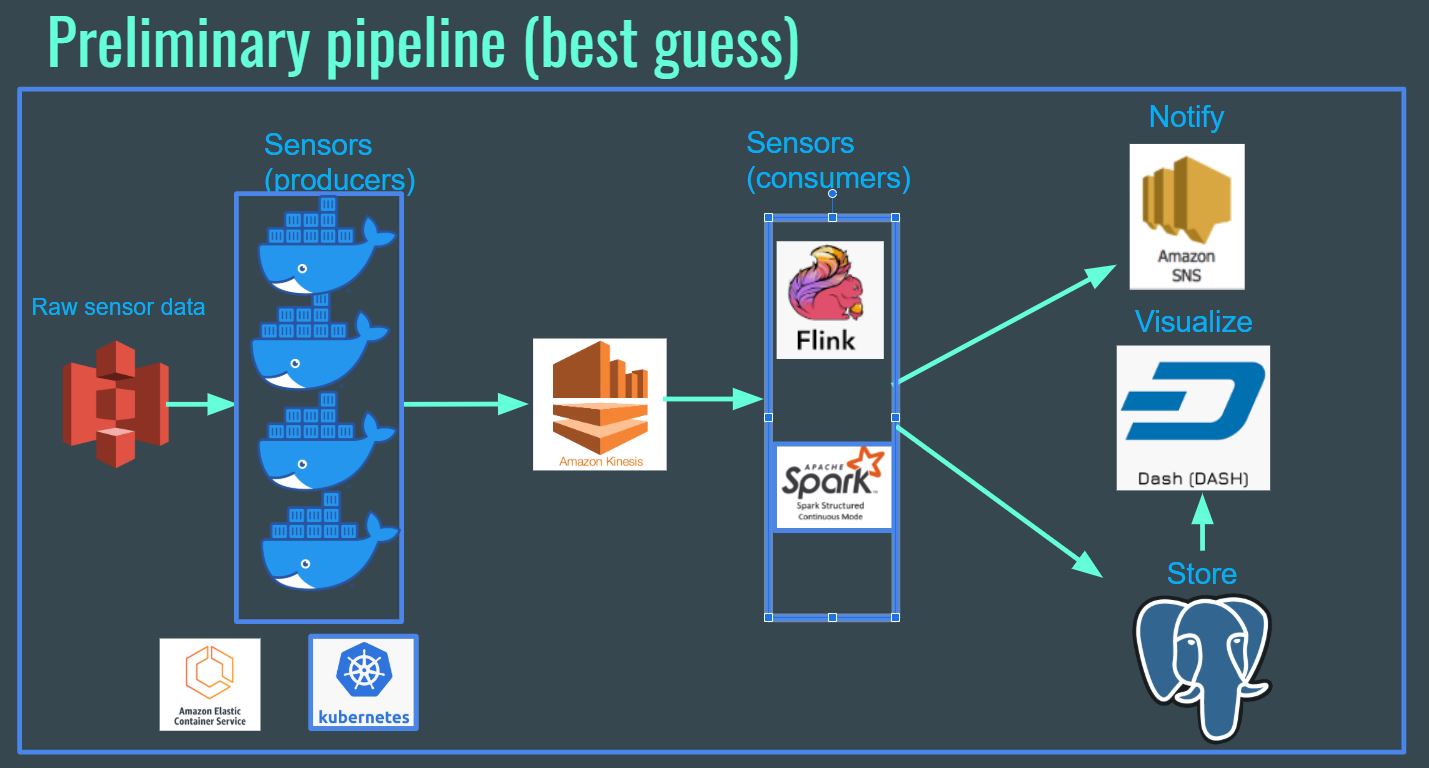 Preliminary pipeline (best guess)
Sensors
(producers)
Sensors
(consumers)
Notify
Amazon
SNS
Raw sensor data
Flink
Visualize
Amazon Kinesis
APACHE
Spark™
Spark Structured
Continuous Mode
Dash (DASH)
Store
Amazon Elastic
Container Service
kubernetes